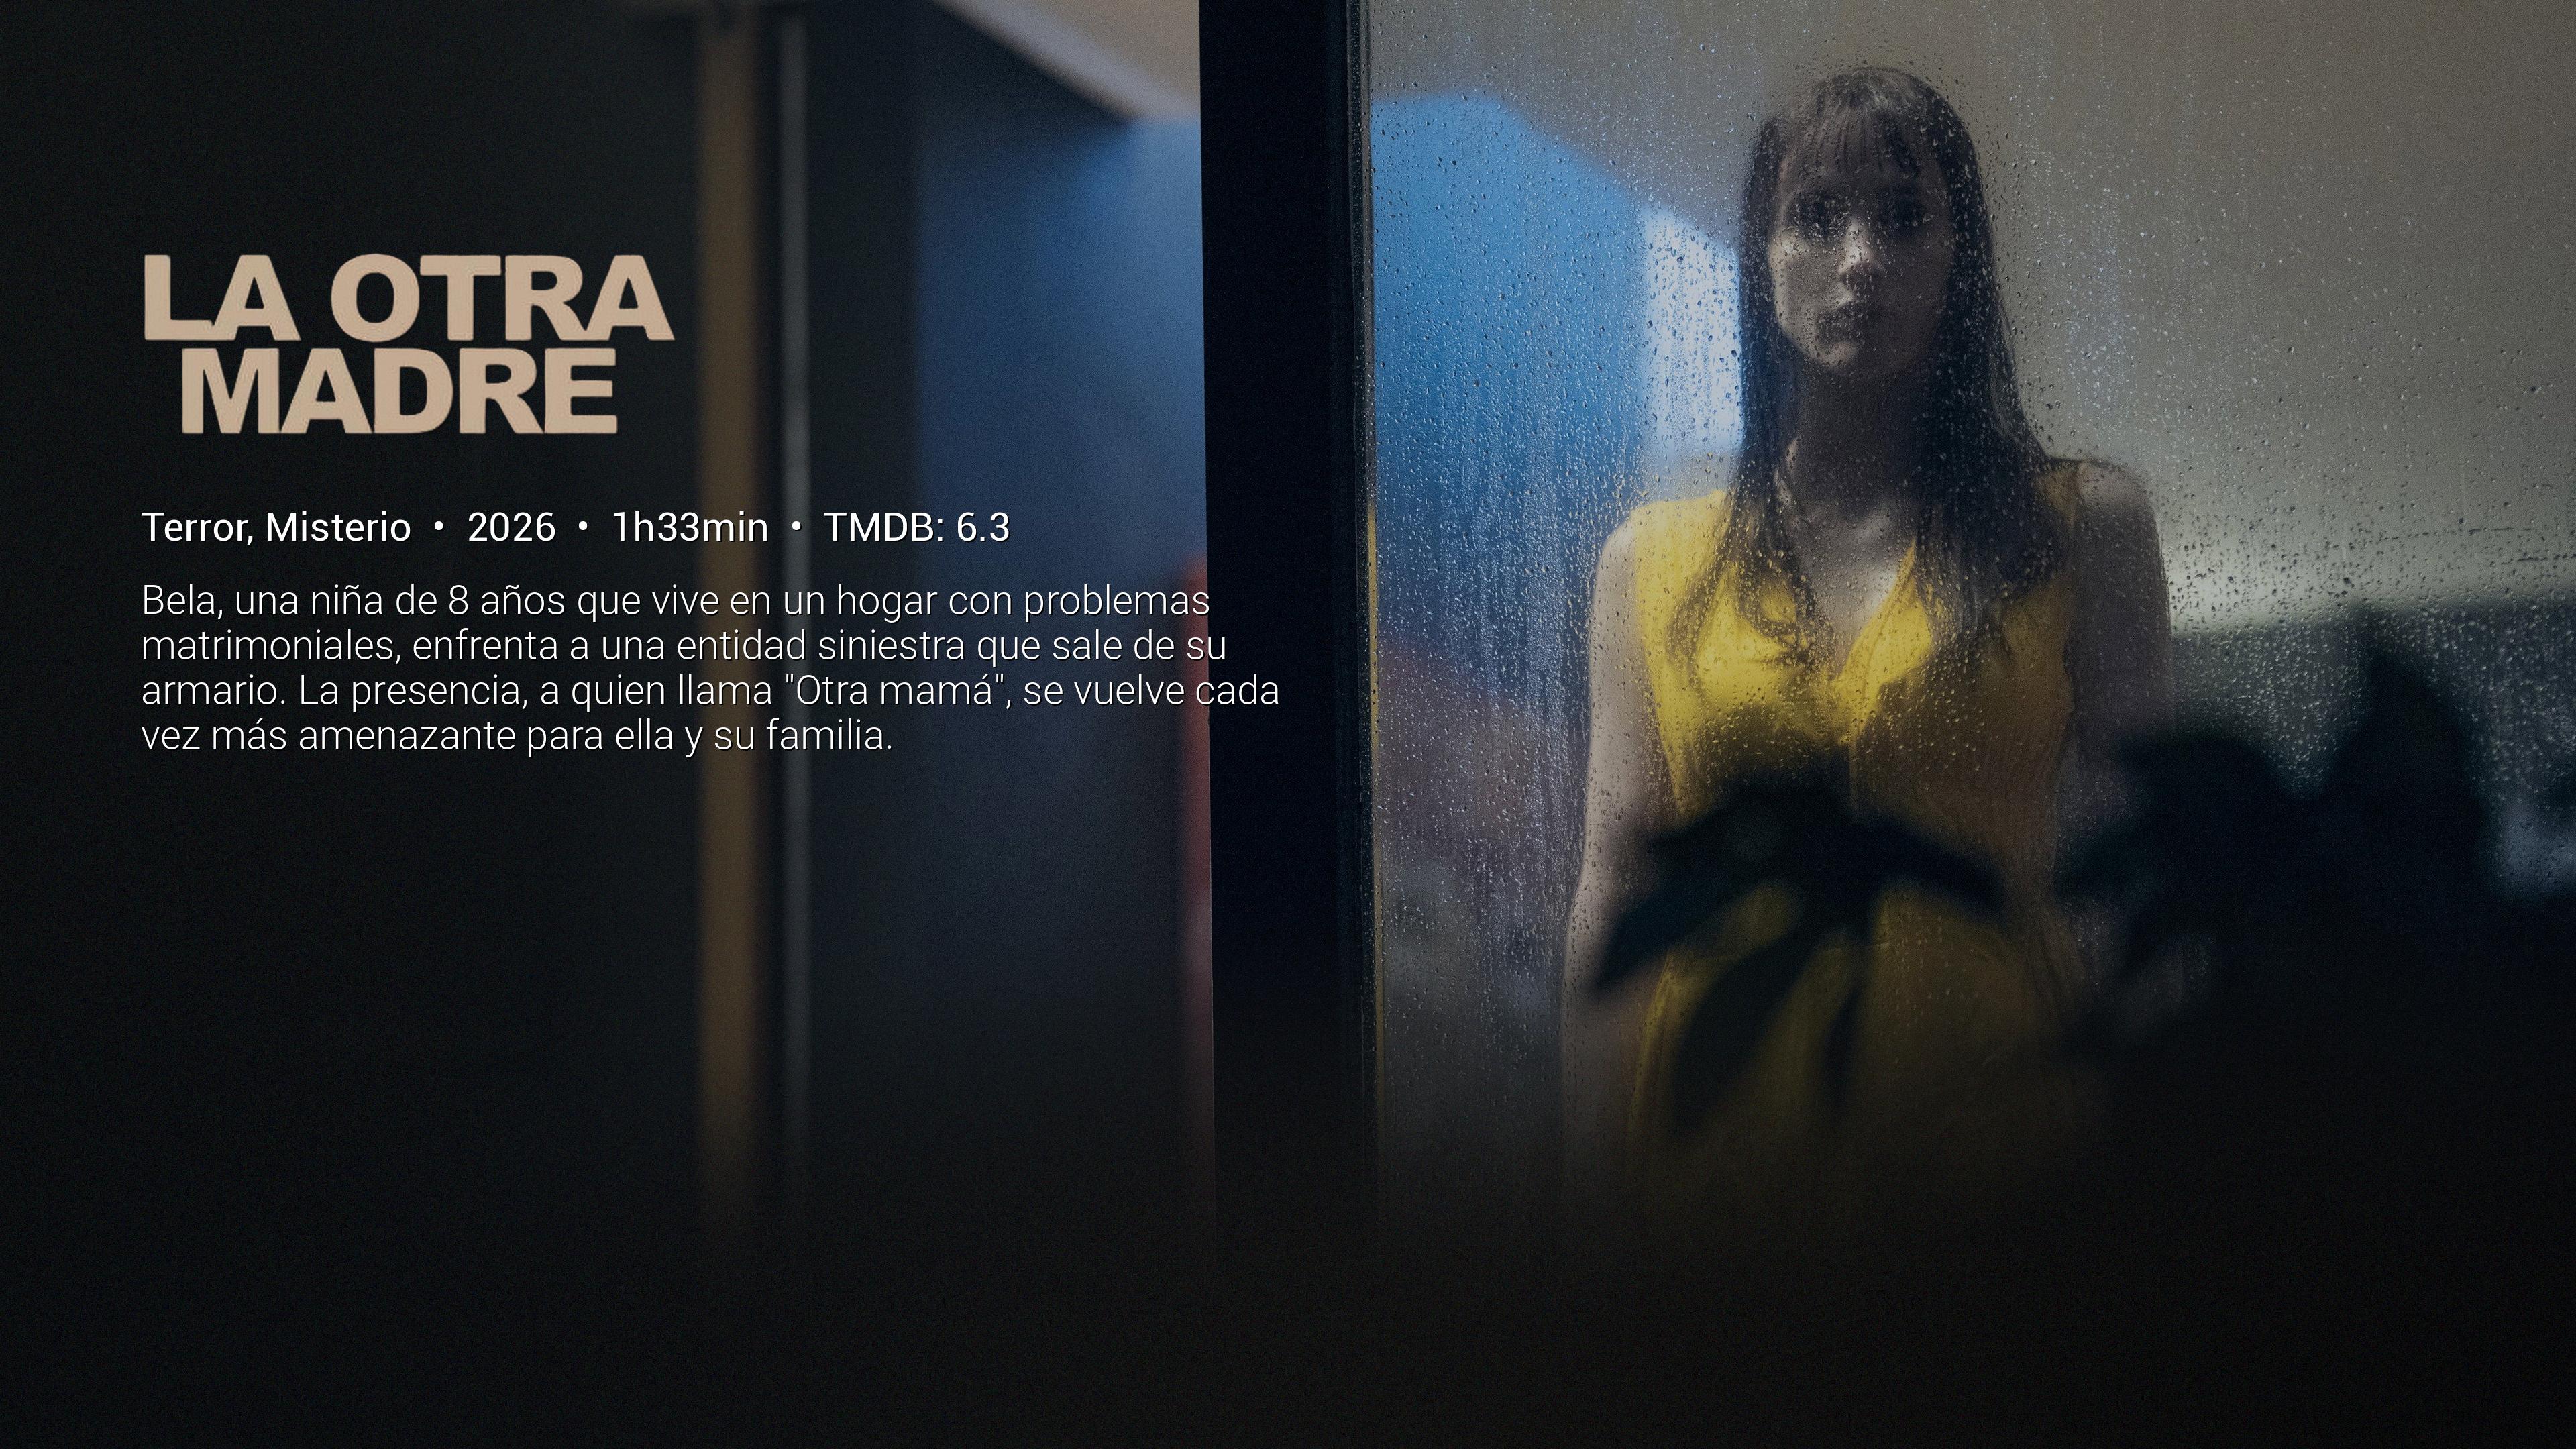 LA OTRA
MADRE
Terror, Misterio • 2026 • 1h33min • TMDB: 6.3
Bela, una niña de 8 años que vive en un hogar con problemas
matrimoniales, enfrenta a una entidad siniestra que sale de su
armario. La presencia, a quien llama "Otra mamá", se vuelve cada
vez más amenazante para ella y su familia.